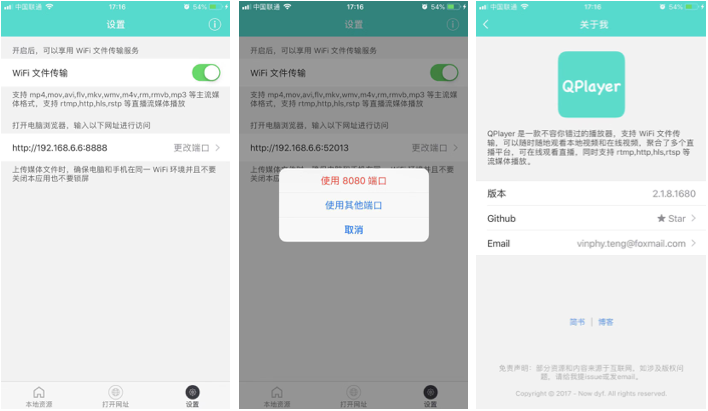 中国联通 17:16 54%
设置
开启后，可以享用 WiFi 文件传输服务
WiFi 文件传输
支持 mp4,mov,avi,flv,mkv,wmv,m4v,rm,rmvb,mp3 等主流媒
体格式，支持 rtmp,http,hls,rstp 等直播流媒体播放
打开电脑浏览器，输入以下网址进行访问
http://192.168.6.6:8888 更改端口
上传媒体文件时，确保电脑和手机在同一 WiFi 环境并且不要
关闭本应用也不要锁屏
本地资源 打开网址 设置
中国联通 17:16 54%
设置
开启后，可以享用 WiFi 文件传输服务
WiFi 文件传输
支持 mp4,mov,avi,flv,mkv,wmv,m4v,rm,rmvb,mp3 等主流媒
体格式，支持 rtmp,http,hls,rstp 等直播流媒体播放
打开电脑浏览器，输入以下网址进行访问
http://192.168.6.6:52013 更改端口
使用 8080 端口
使用其他端口
取消
关闭本应用也不要锁屏
本地资源 打开网址 设置
中国联通 17:16 54%
关于我
QPlayer
QPlayer 是一款不容你错过的播放器，支持 WiFi 文件传
输，可以随时随地观看本地视频和在线视频，聚合了多个直
播平台，可在线观看直播，同时支持 rtmp,http,hls,rstp 等
流媒体播放。
版本 2.1.8.1680
Github Star
Email vinphy.teng@foxmail.com
简书 | 博客
免责声明：部分资源和内容来源于互联网，如涉及版权问
题，请给我提issue或发email。
Copyright © 2017 - Now dyf. All rights reserved.